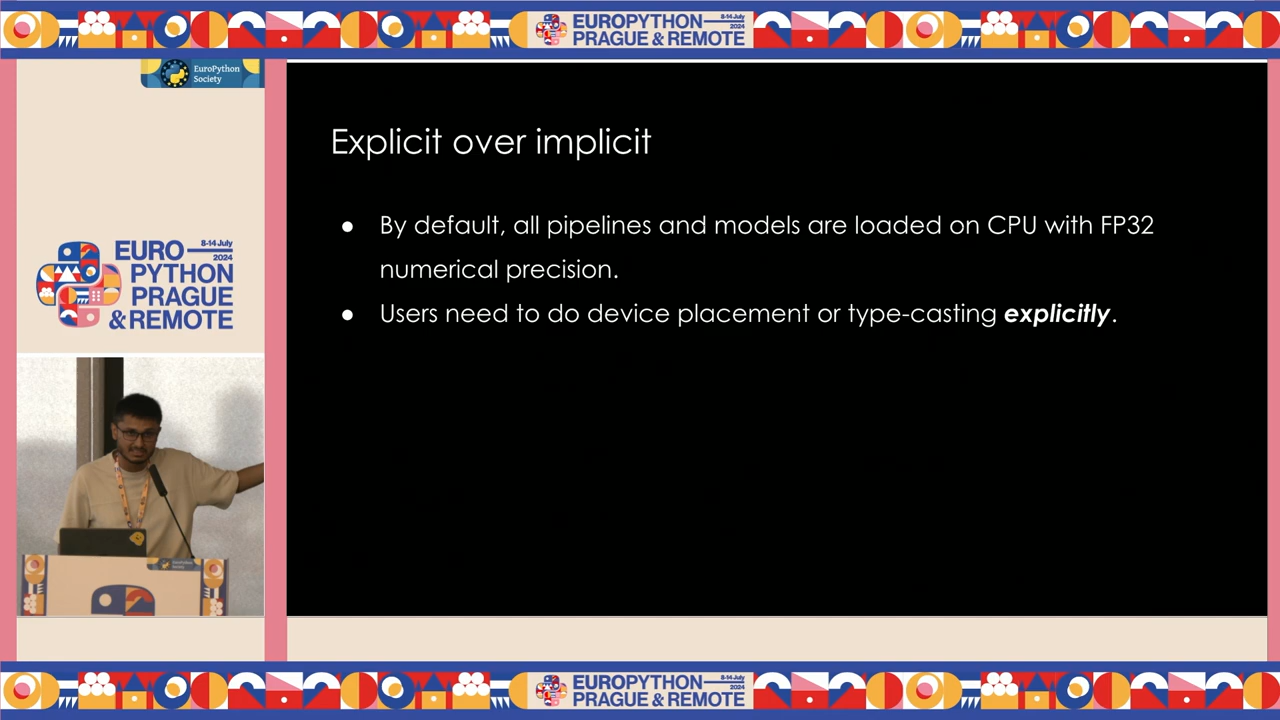 EUROPYTHON
8-14 July
2024
PRAGUE & REMOTE
EuroPython
Society
EURO
8-14 July
2024
PYTHON
PRAGUE
& REMOTE
Explicit over implicit
● By default, all pipelines and models are loaded on CPU with FP32
numerical precision.
● Users need to do device placement or type-casting explicitly.
EUROPYTHON
8-14 July
2024
PRAGUE & REMOTE